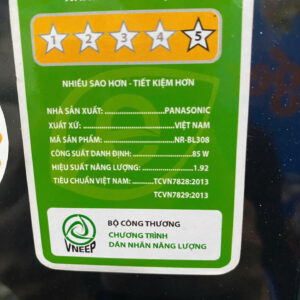 1 2 3 4 5
NHIỀU SAO HƠN - TIẾT KIỆM HƠN
NHÀ SẢN XUẤT: PANASONIC
XUẤT XỨ: VIỆT NAM
MÃ SẢN PHẨM: NR-BL308
CÔNG SUẤT DANH ĐỊNH: 85 W
HIỆU SUẤT NĂNG LƯỢNG: 1.92
TIÊU CHUẨN VIỆT NAM: TCVN7828:2013
TCVN7829:2013
BỘ CÔNG THƯƠNG
CHƯƠNG TRÌNH
DÁN NHÃN NĂNG LƯỢNG
VNEEP